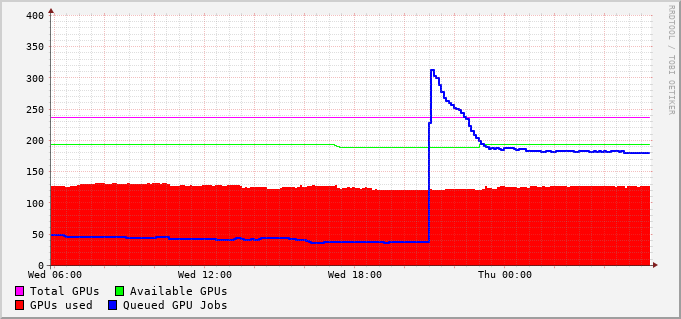 400
350
300
250
200
150
100
50
0
Wed 06:00 Wed 12:00 Wed 18:00 Thu 00:00
Total GPUs Available GPUs
GPUs used Queued GPU Jobs
RRDTOOL / TOBI OETIKER